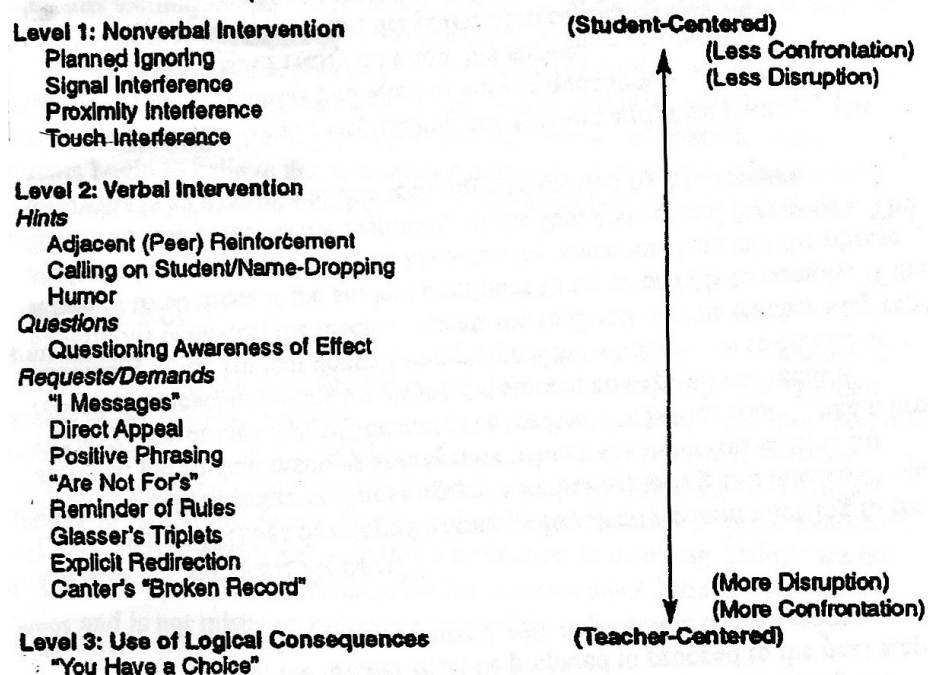 Level 1: Nonverbal Intervention
Planned Ignoring
Signal Interference
Proximity Interference
Touch Interference
Level 2: Verbal Intervention
Hints
Adjacent (Peer) Reinforcement
Calling on Student/Name-Dropping
Humor
Questions
Questioning Awareness of Effect
Requests/Demands
"I Messages"
Direct Appeal
Positive Phrasing
"Are Not For's"
Reminder of Rules
Glasser's Triplets
Explicit Redirection
Canter's "Broken Record"
Level 3: Use of Logical Consequences
"You Have a Choice"
(Student-Centered)
(Less Confrontation)
(Less Disruption)
(More Disruption)
(More Confrontation)
(Teacher-Centered)